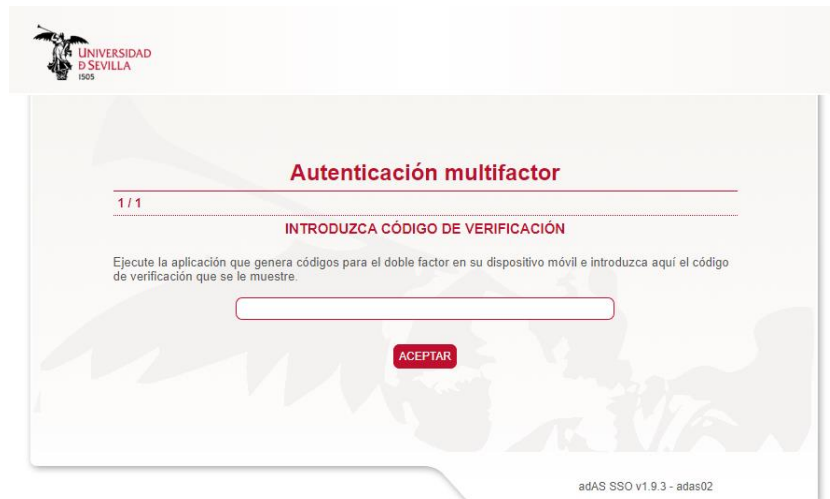 UNIVERSIDAD
Ð SEVILLA
1505
Autenticación multifactor
1 / 1
INTRODUZCA CÓDIGO DE VERIFICACIÓN
Ejecute la aplicación que genera códigos para el doble factor en su dispositivo móvil e introduzca aquí el código
de verificación que se le muestre.
ACEPTAR
adAS SSO v1.9.3 - adas02